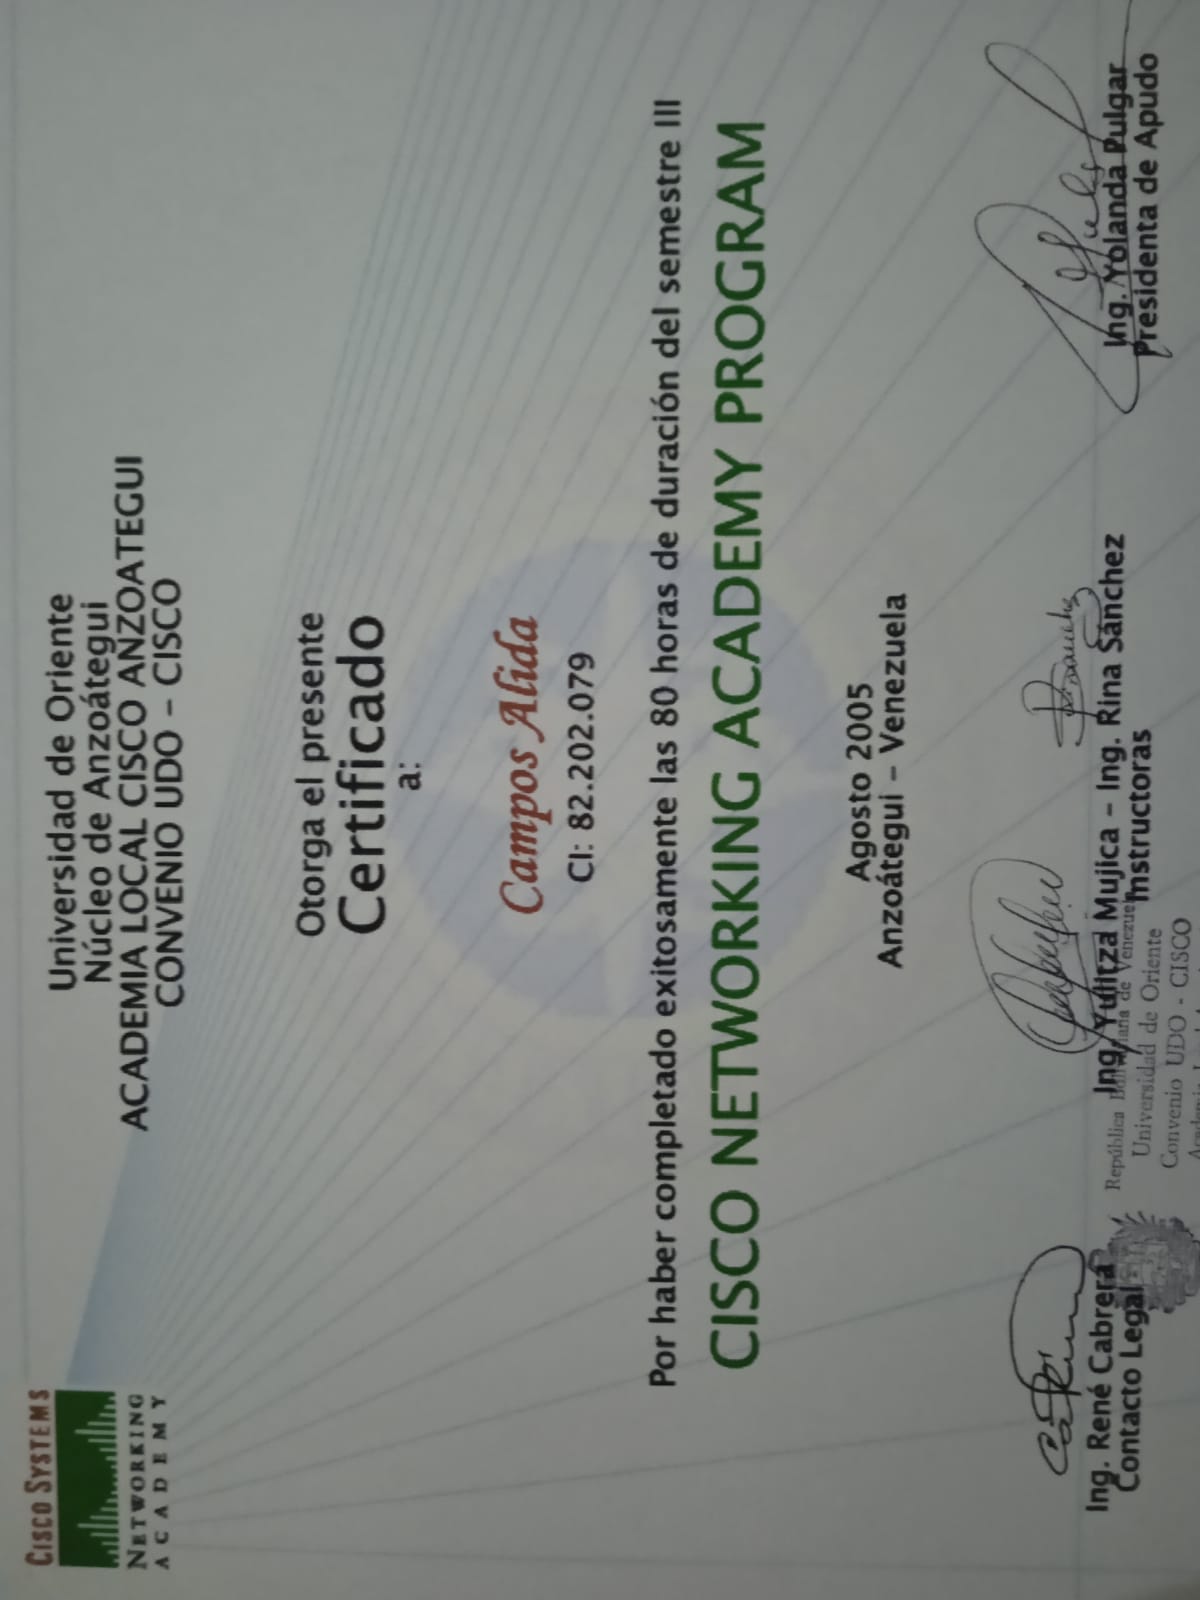 CISCO SYSTEMS
NETWORKING
ACADEMY
Universidad de Oriente
Núcleo de Anzoátegui
ACADEMIA LOCAL CISCO ANZOATEGUI
CONVENIO UDO – CISCO
Otorga el presente
Certificado
a:
Campos Alida
CI: 82.202.079
Por haber completado exitosamente las 80 horas de duración del semestre III
CISCO NETWORKING ACADEMY PROGRAM
Agosto 2005
Anzoátegui – Venezuela
Ing. René Cabrera
Contacto Legal
Ing. Yulitza Mujica – Ing. Rina Sánchez
Instructoras
Ing. Yolanda Pulgar
Presidenta de Apudo
República Bolivariana de Venezuela
Universidad de Oriente
Convenio UDO - CISCO